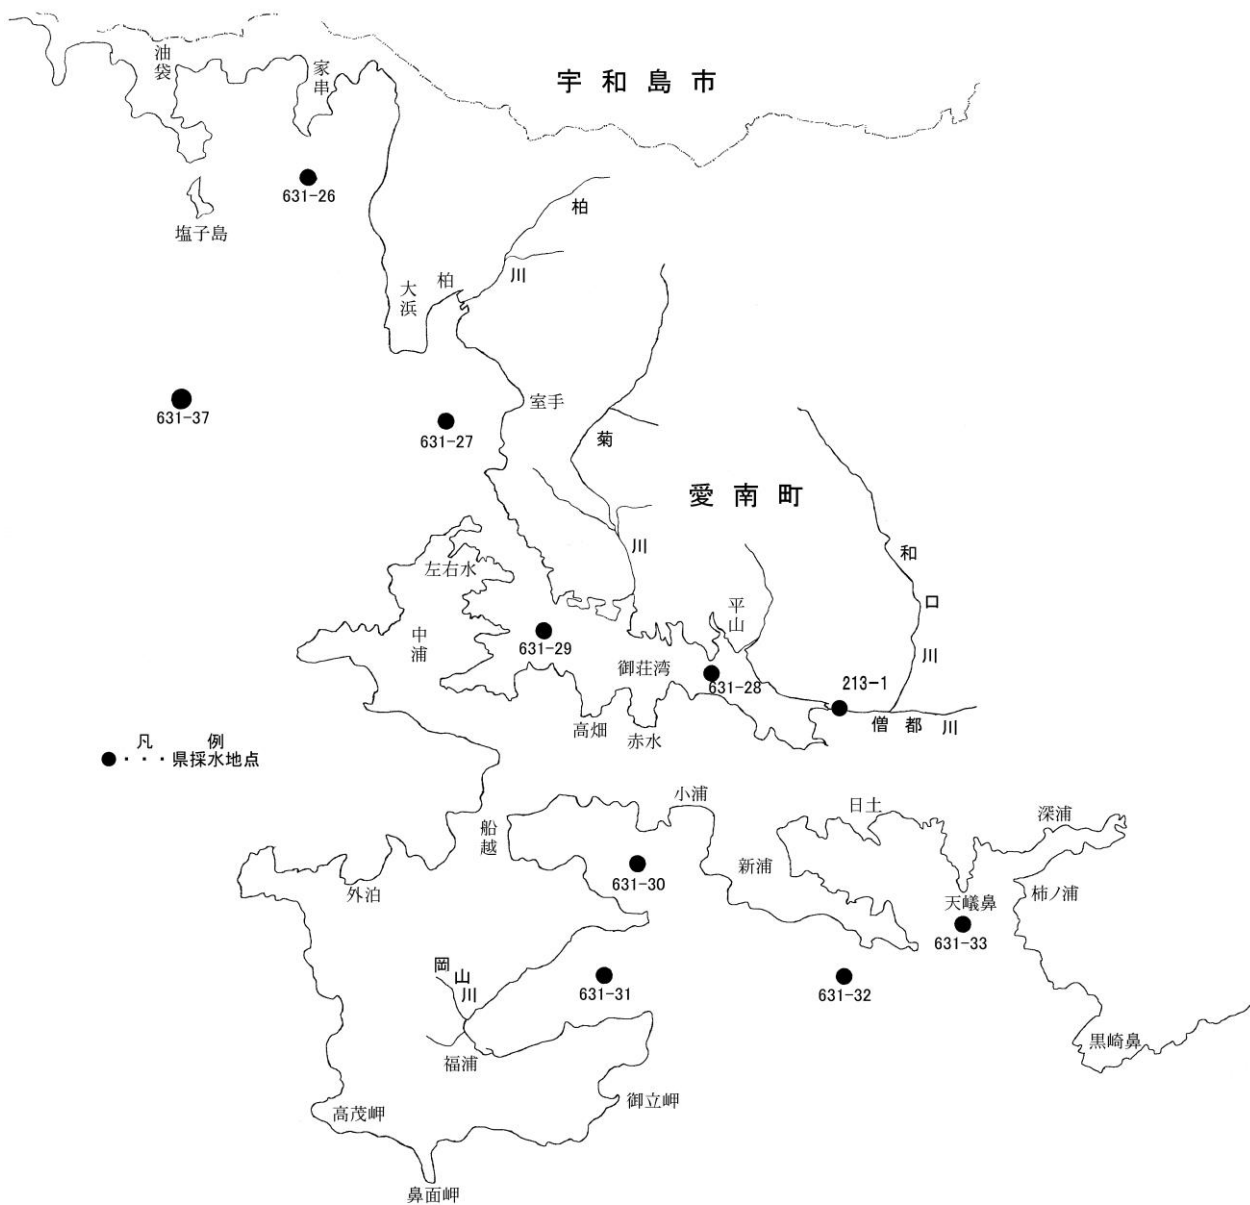 油袋
家串
宇和島市
631-26
塩子島
柏川
柏
大浜
631-37
631-27
室手
菊川
愛南町
和口川
左右水
中浦
平山
631-29
御荘湾
631-28
213-1
僧都川
高畑
赤水
凡例
●・・・県採水地点
船越
小浦
日土
深浦
外泊
631-30
新浦
天嶬鼻
柿ノ浦
631-33
岡山川
631-31
631-32
福浦
黒崎鼻
高茂岬
御立岬
鼻面岬